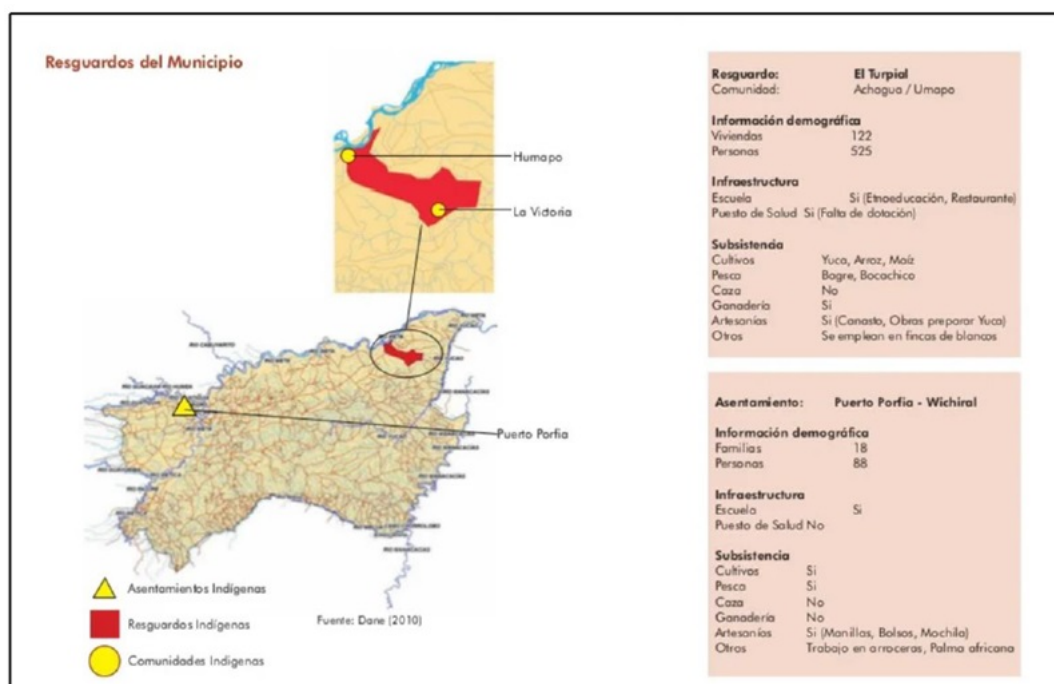 Resguardos del Municipio
Humapo
La Victoria
Puerto Porfia
Asentamientos Indígenas
Resguardos Indígenas
Comunidades Indígenas
Fuente: Dane (2010)
Resguardo: El Turpial
Comunidad: Achagua / Umapo
Información demográfica
Viviendas 122
Personas 525
Infraestructura
Escuela Si (Etnoeducación, Restaurante)
Puesto de Salud Si (Falta de dotación)
Subsistencia
Cultivos Yuca, Arroz, Maíz
Pesca Bagre, Bocachico
Caza No
Ganadería Si
Artesanías Si (Canasto, Obras preparar Yuca)
Otros Se emplean en fincas de blancos
Asentamiento: Puerto Porfia - Wichiral
Información demográfica
Familias 18
Personas 88
Infraestructura
Escuela Si
Puesto de Salud No
Subsistencia
Cultivos Si
Pesca Si
Caza No
Ganadería No
Artesanías Si (Manillas, Bolsos, Mochila)
Otros Trabajo en arroceras, Palma africana